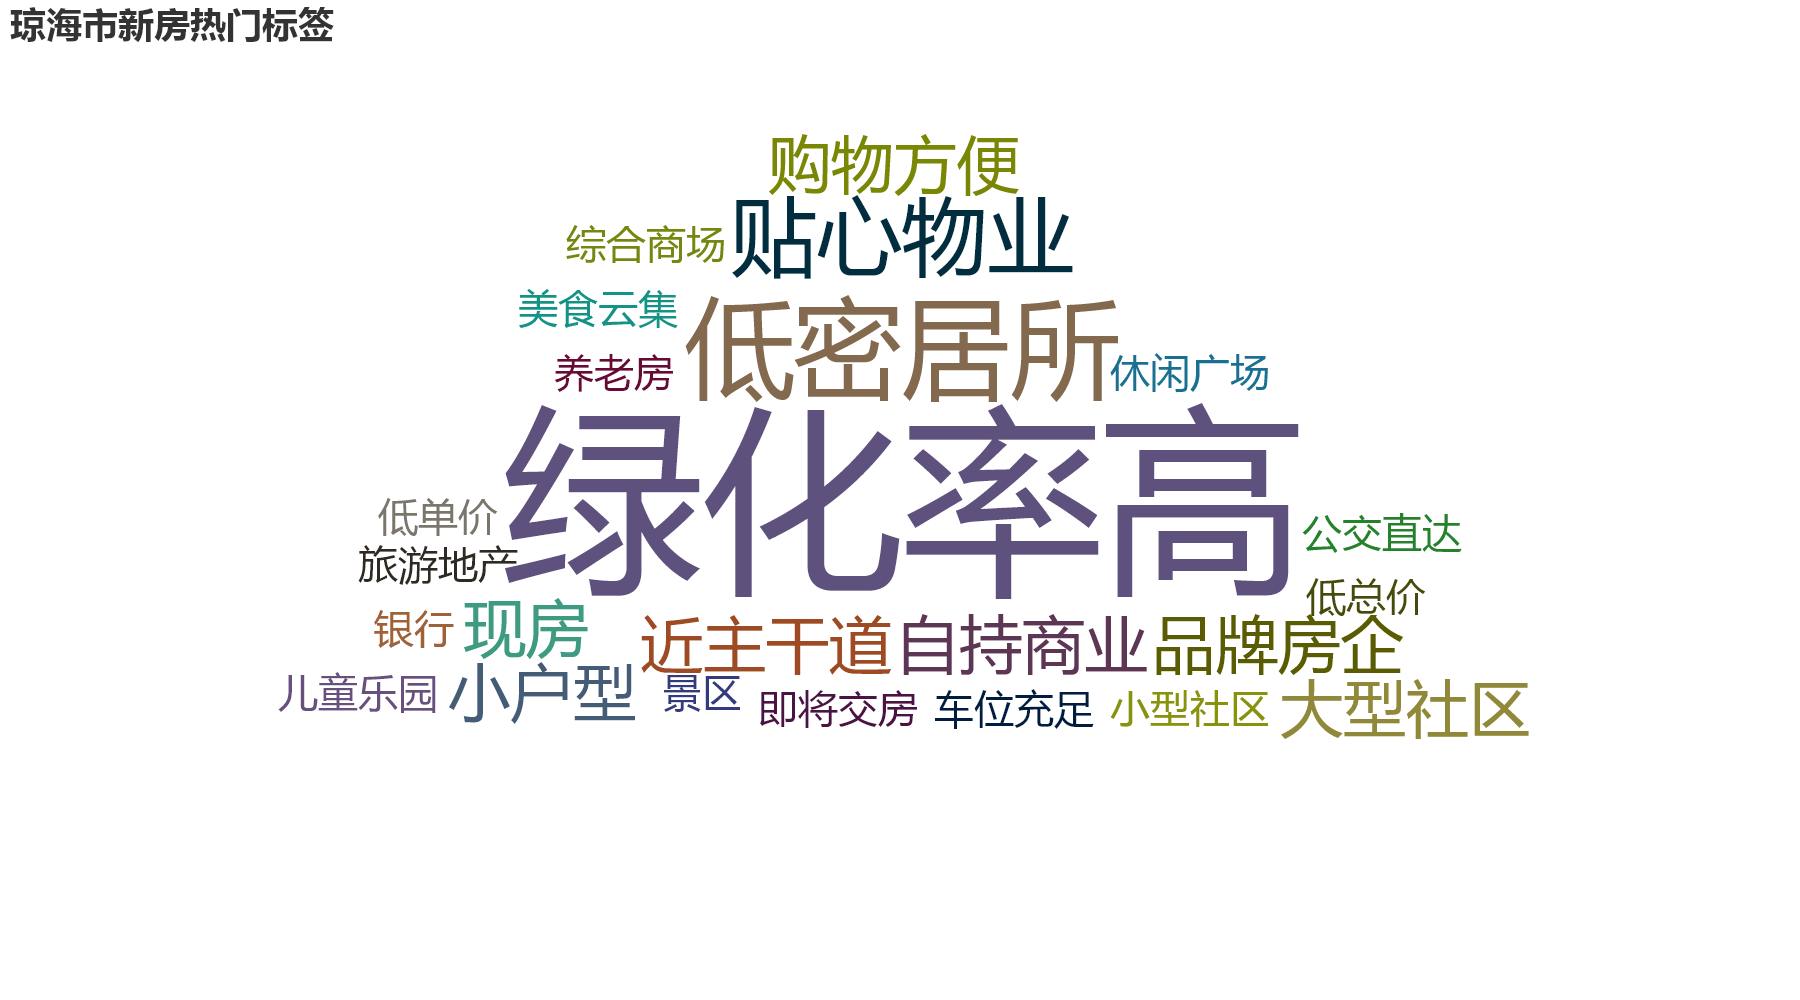 琼海市新房热门标签
购物方便
贴心物业
综合商场
美食云集
低密居所
养老房
休闲广场
绿化率高
低单价
公交直达
旅游地产
低总价
银行
现房
近主干道
自持商业
品牌房企
儿童乐园
小户型
景区
即将交房
车位充足
小型社区
大型社区